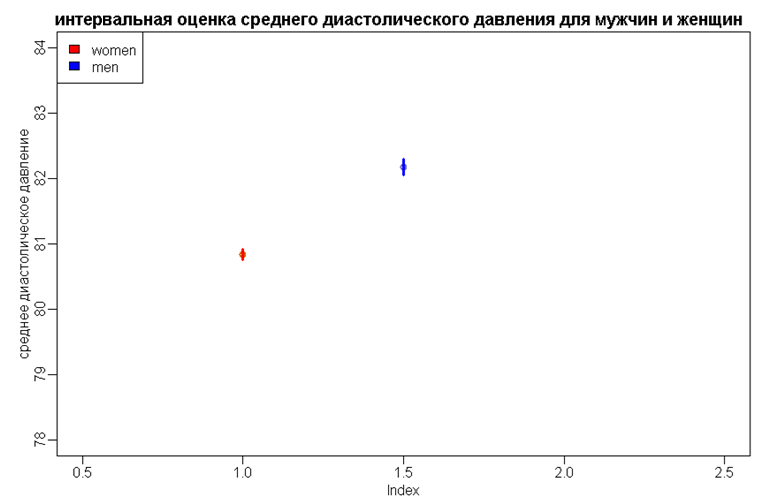 интервальная оценка среднего диастолического давления для мужчин и женщин
women
men
среднее диастолическое давление
84
83
82
81
80
79
78
0.5 1.0 1.5 2.0 2.5
Index